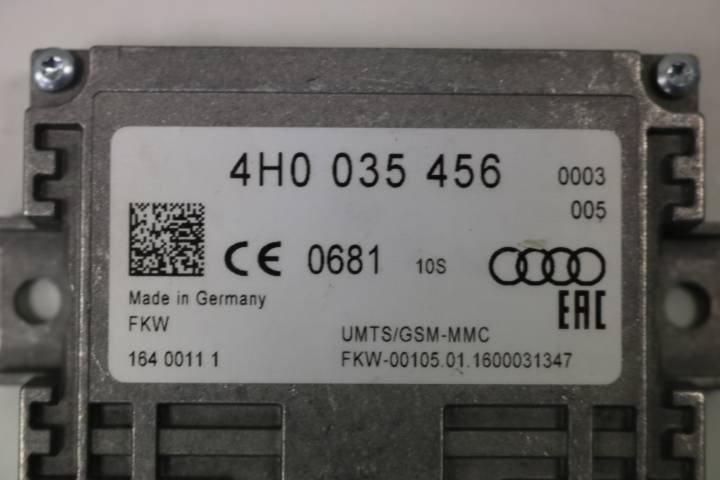 4H0 035 456 0003
005
CE 0681 10S
Made in Germany
EAC
FKW UMTS/GSM-MMC
164 0011 1 FKW-00105.01.1600031347